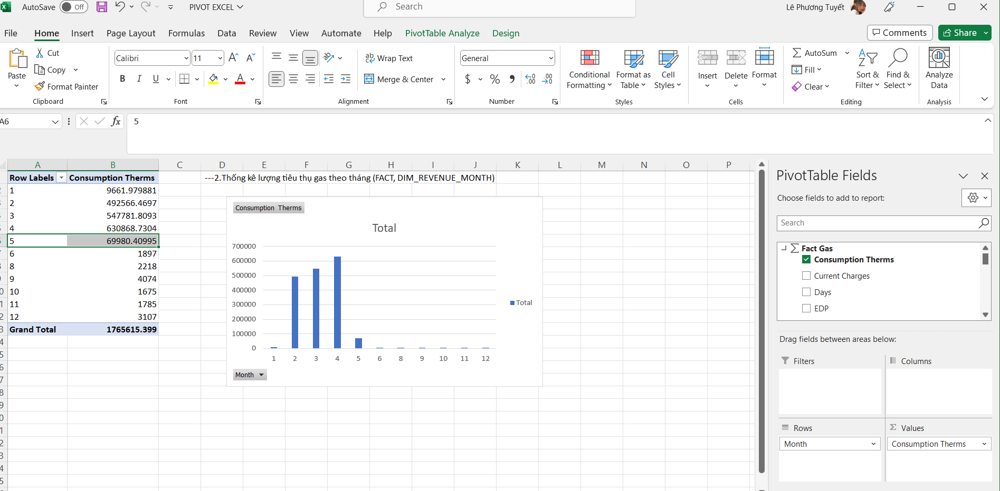 AutoSave Off PIVOT EXCEL Search Lê Phương Tuyết
File Home Insert Page Layout Formulas Data Review View Automate Help PivotTable Analyze Design Comments Share
Paste
Cut
Copy
Format Painter
Clipboard
Calibri 11
B I U
Font
Wrap Text
Merge & Center
Alignment
General
$ % , .00
Number
Conditional Formatting
Format as Table
Cell Styles
Styles
Insert
Delete
Format
Cells
AutoSum
Fill
Clear
Sort & Filter
Find & Select
Editing
Analyze Data
Analysis
A6 fx 5
A B C D E F G H I J K L M N O P
Row Labels Consumption Therms ---2.Thống kê lượng tiêu thụ gas theo tháng (FACT, DIM_REVENUE_MONTH)
1 9661.979881
2 492566.4697
3 547781.8093
4 630868.7304
5 69980.40995
6 1897
8 2218
9 4074
10 1675
11 1785
12 3107
Grand Total 1765615.399
Consumption Therms
Total
700000
600000
500000
400000
300000
200000
100000
0
1 2 3 4 5 6 8 9 10 11 12
Total
Month
PivotTable Fields
Choose fields to add to report:
Search
Fact Gas
Consumption Therms
Current Charges
Days
EDP
Drag fields between areas below:
Filters
Columns
Rows
Values
Month
Consumption Therms